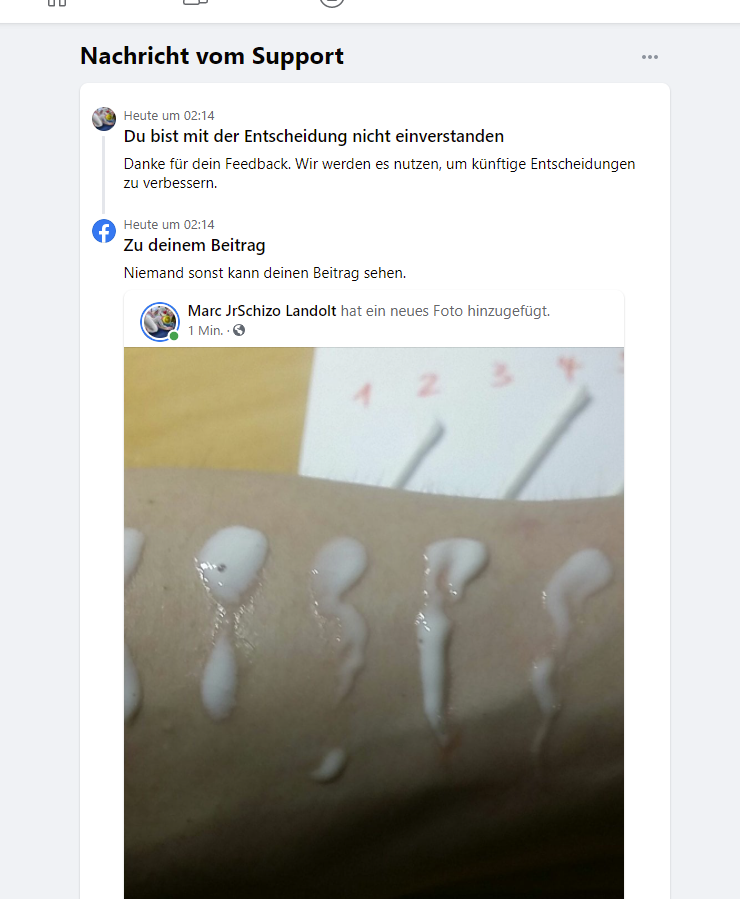 Nachricht vom Support
Heute um 02:14
Du bist mit der Entscheidung nicht einverstanden
Danke für dein Feedback. Wir werden es nutzen, um künftige Entscheidungen
zu verbessern.
Heute um 02:14
Zu deinem Beitrag
Niemand sonst kann deinen Beitrag sehen.
Marc JrSchizo Landolt hat ein neues Foto hinzugefügt.
1 Min. ·
1 2 3 4